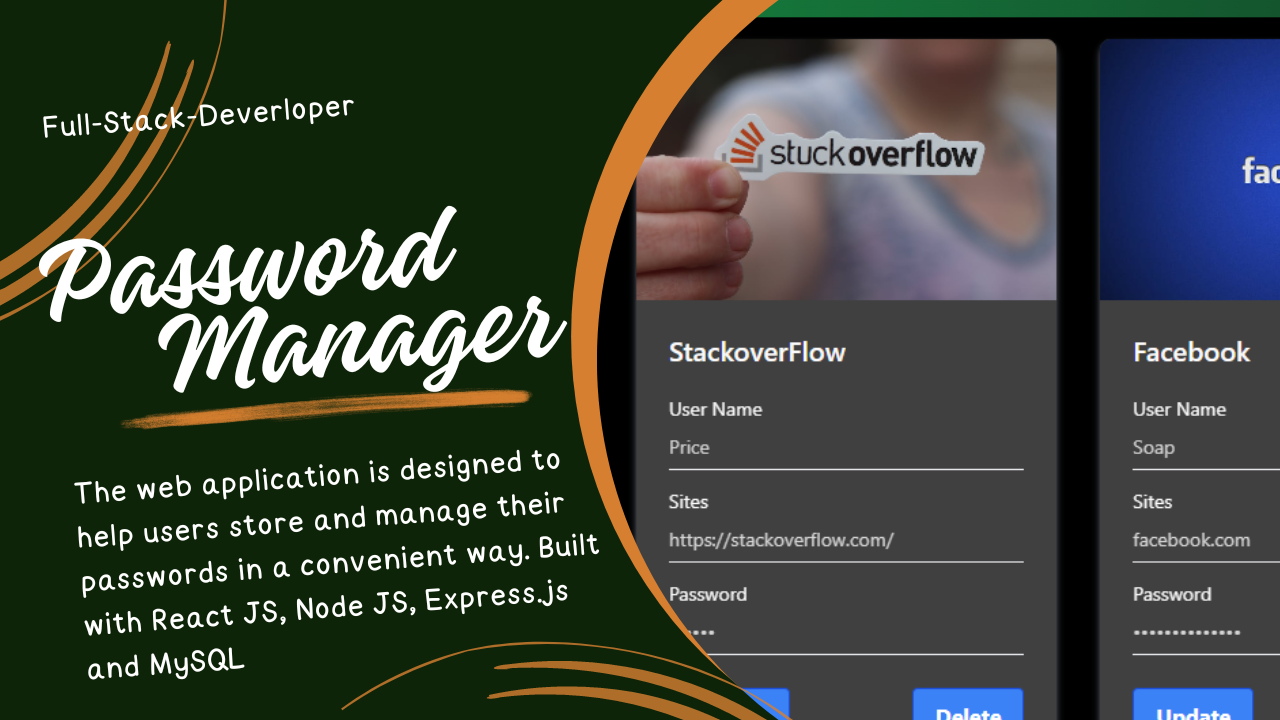 Full-Stack-Deverloper
Password
Manager
The web application is designed to
help users store and manage their
passwords in a convenient way. Built
with React JS, Node JS, Express.js
and MySQL
stuckoverflow
StackoverFlow
User Name
Price
Sites
https://stackoverflow.com/
Password
Delete
Facebook
User Name
Soap
Sites
facebook.com
Password
Update